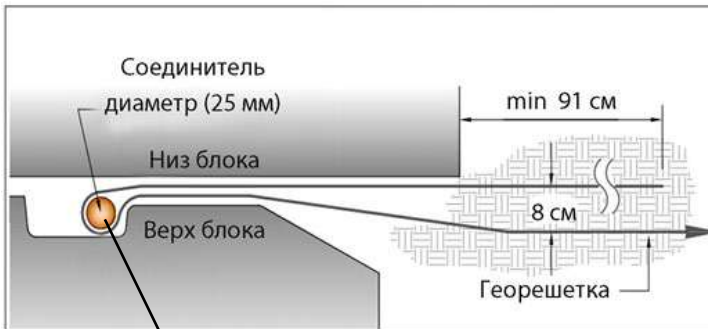 Соединитель
диаметр (25 мм)
min 91 см
Низ блока
8 см
Верх блока
Георешетка